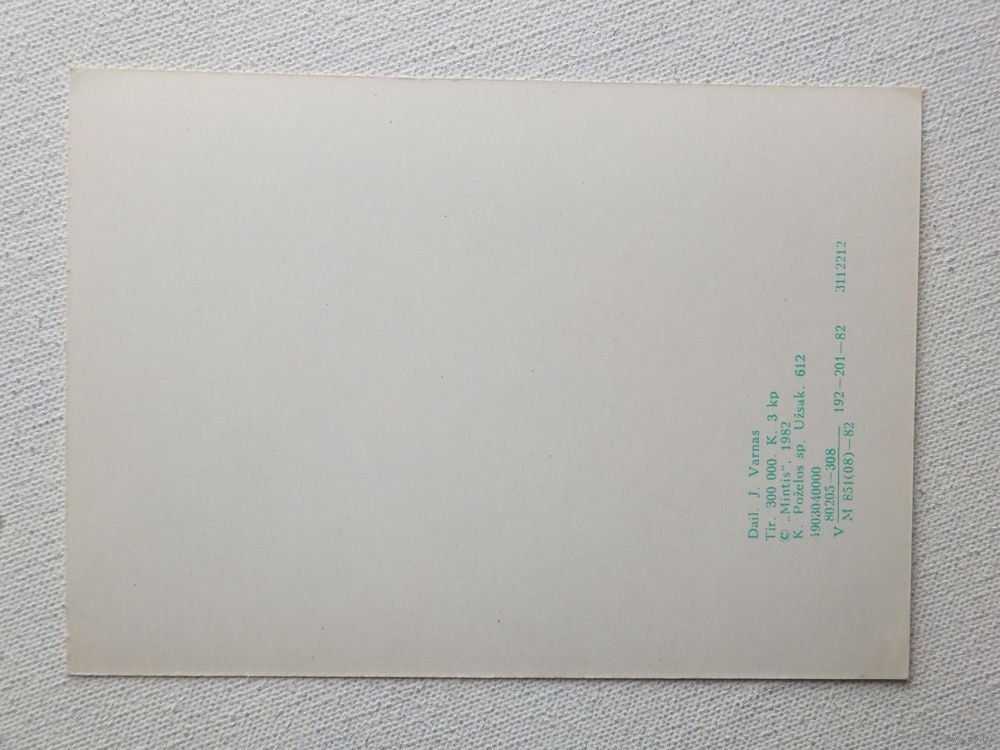 Dail. J. Varnas
Tir. 300 000. K. 3 kp
© „Mintis“, 1982
K. Poželos sp. Užsak. 612
4903040000
V 80205—308 192—201—82 3112212
M 851(08)—82